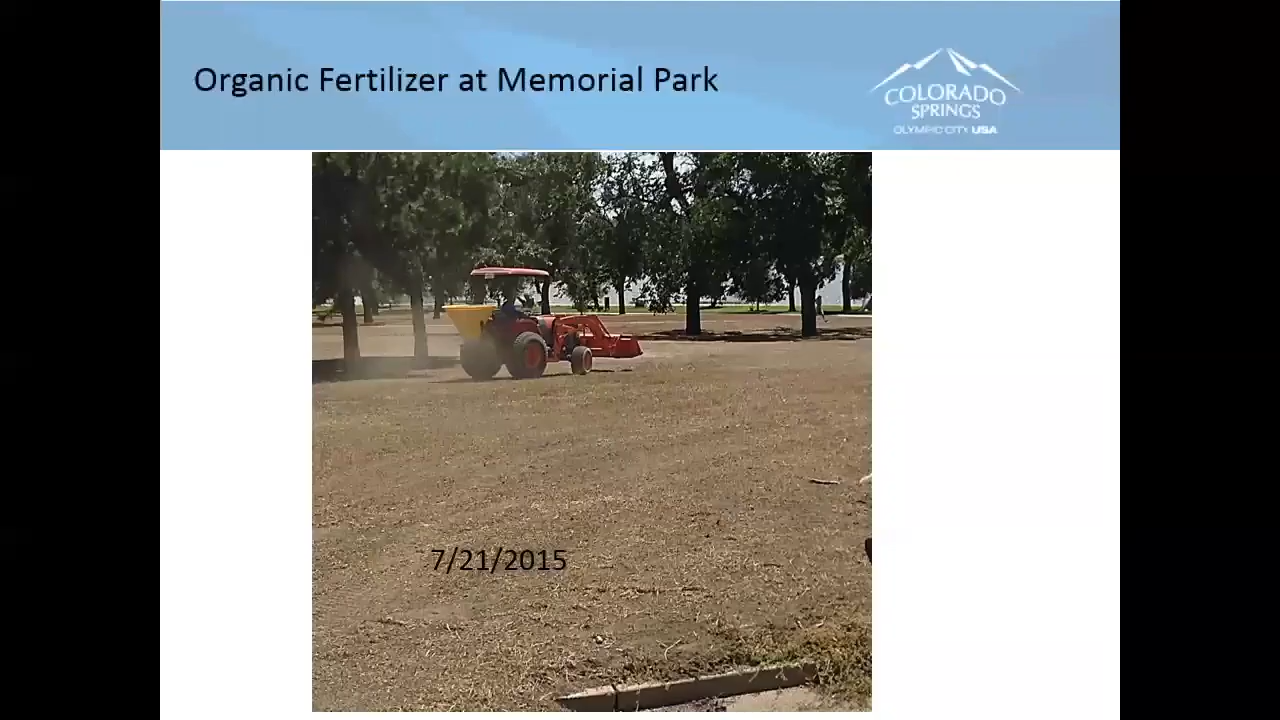 Organic Fertilizer at Memorial Park
COLORADO
SPRINGS
OLYMPIC CITY USA
7/21/2015